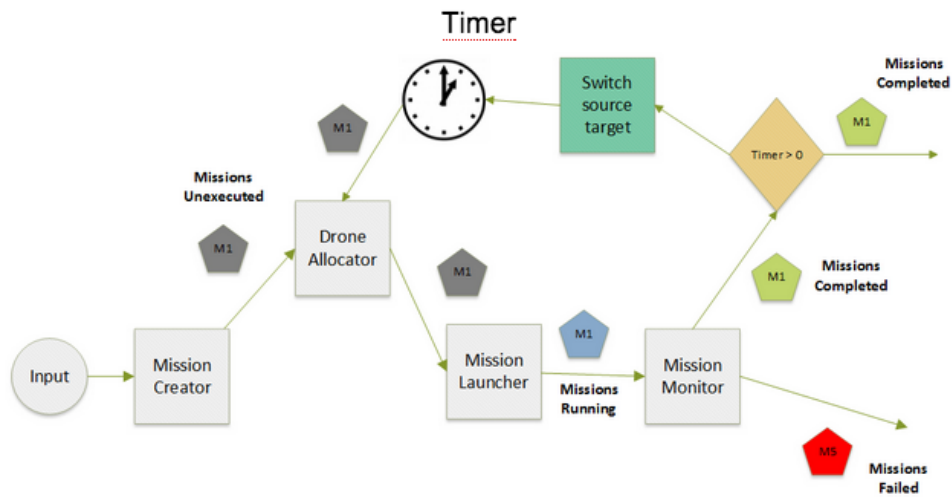 Timer
Missions
Completed
Switch
source
target
M1
M1
Timer > 0
Missions
Unexecuted
M1
Drone
Allocator
M1
M1
Missions
Completed
Input
Mission
Creator
Mission
Launcher
M1
Missions
Running
Mission
Monitor
M5
Missions
Failed